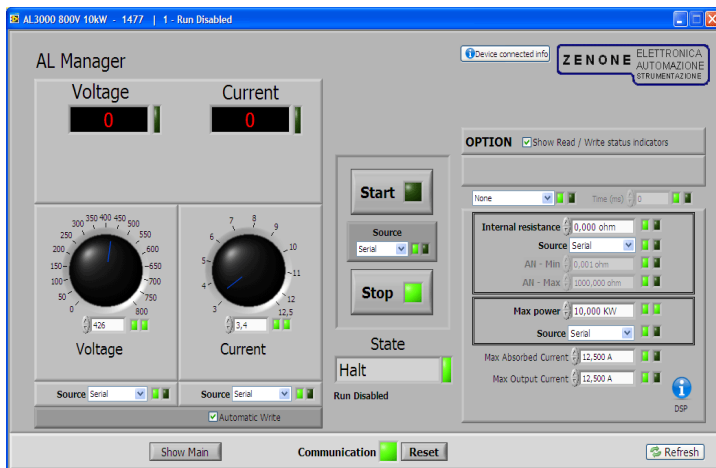 AL3000 800V 10kW - 1477 | 1 - Run Disabled
AL Manager
Device connected info
ZENONE ELETTRONICA
AUTOMAZIONE
STRUMENTAZIONE
Voltage
Current
0
0
OPTION Show Read / Write status indicators
Start
Source
Serial
Stop
State
Halt
Run Disabled
None
Time (ms) 0
Internal resistance 0,000 ohm
Source Serial
AN - Min 0,001 ohm
AN - Max 1000,000 ohm
Max power 10,000 KW
Source Serial
Max Absorbed Current 12,500 A
Max Output Current 12,500 A
DSP
0 50 100 150 200 250 300 350 400 450 500 550 600 650 700 750 800
426
Voltage
Source Serial
3 4 5 6 7 8 9 10 11 12 12,5
3,4
Current
Source Serial
Automatic Write
Show Main
Communication
Reset
Refresh